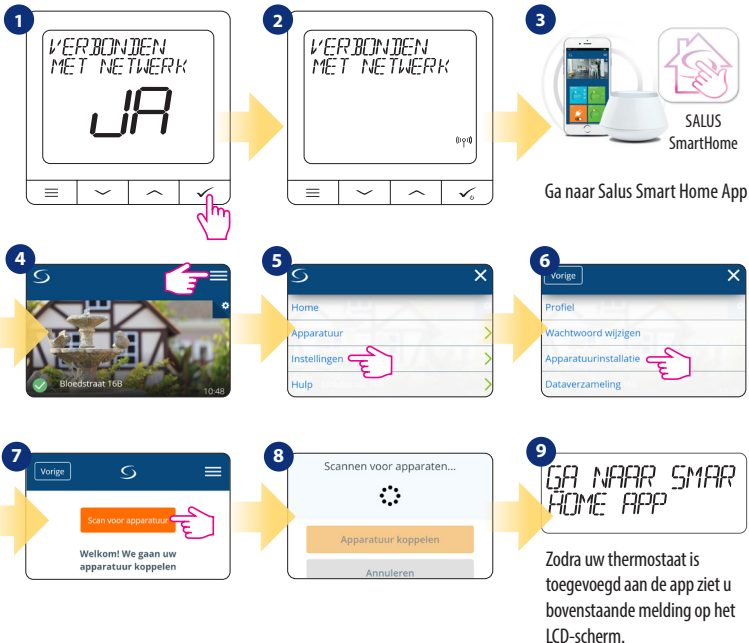 1
VERBONDEN
MET NETWERK
JA
2
VERBONDEN
MET NETWERK
3
SALUS
SmartHome
Ga naar Salus Smart Home App
4
Bloedstraat 16B
10:48
5
Home
Apparatuur
Instellingen
Hulp
6
Vorige
Profiel
Wachtwoord wijzigen
Apparatuurinstallatie
Dataverzameling
7
Vorige
Scan voor apparatuur
Welkom! We gaan uw
apparatuur koppelen
8
Scannen voor apparaten...
Apparatuur koppelen
Annuleren
9
GA NAAR SMAR
HOME APP
Zodra uw thermostaat is
toegevoegd aan de app ziet u
bovenstaande melding op het
LCD-scherm.